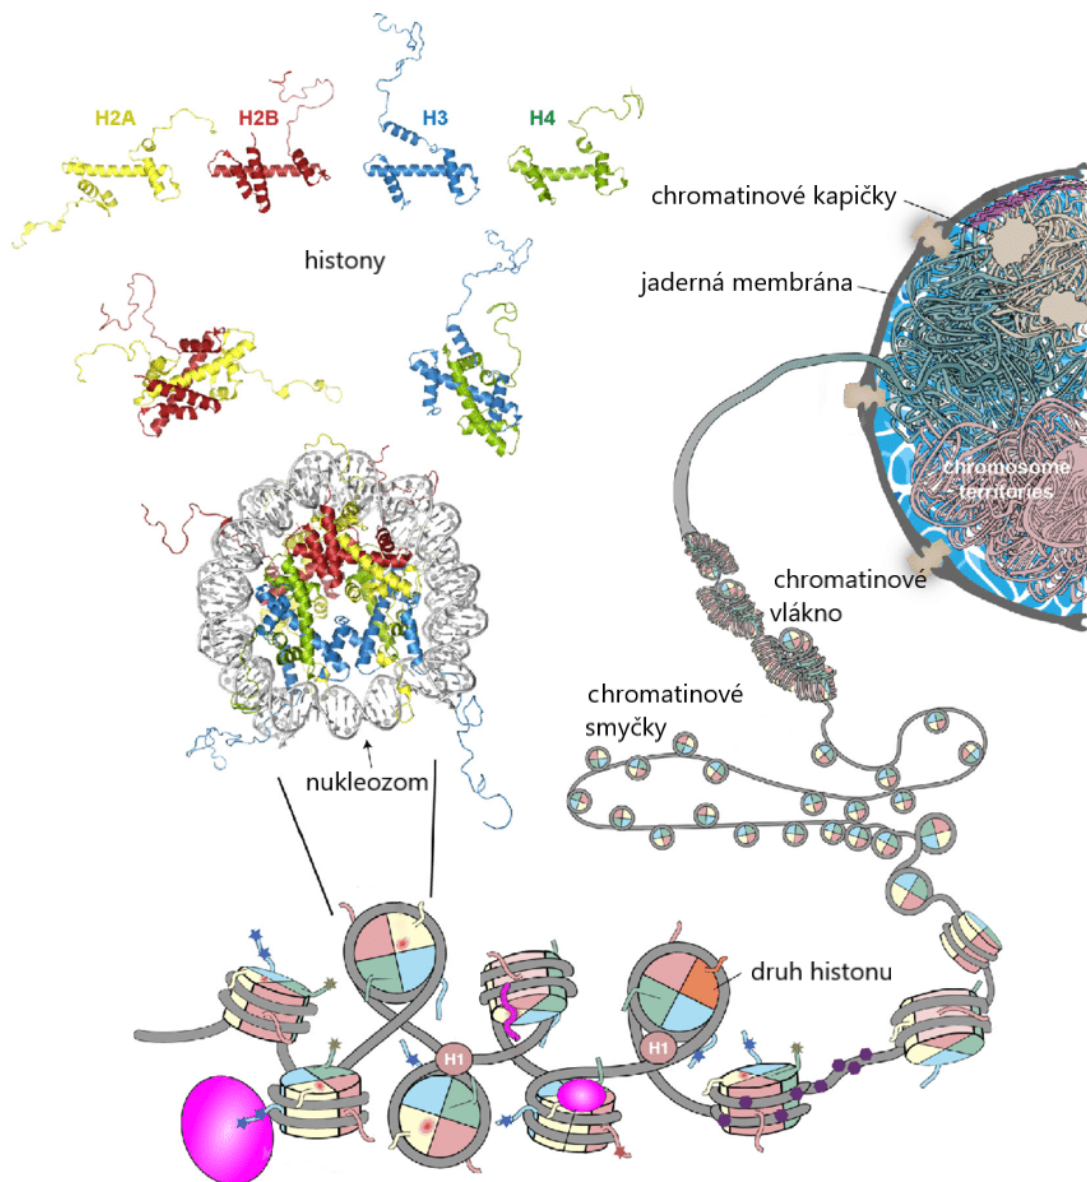 H2A
H2B
H3
H4
histony
chromatinové kapičky
jaderná membrána
chromosome
territories
chromatinové
vlákno
chromatinové
smyčky
nukleozom
druh histonu
H1
H1